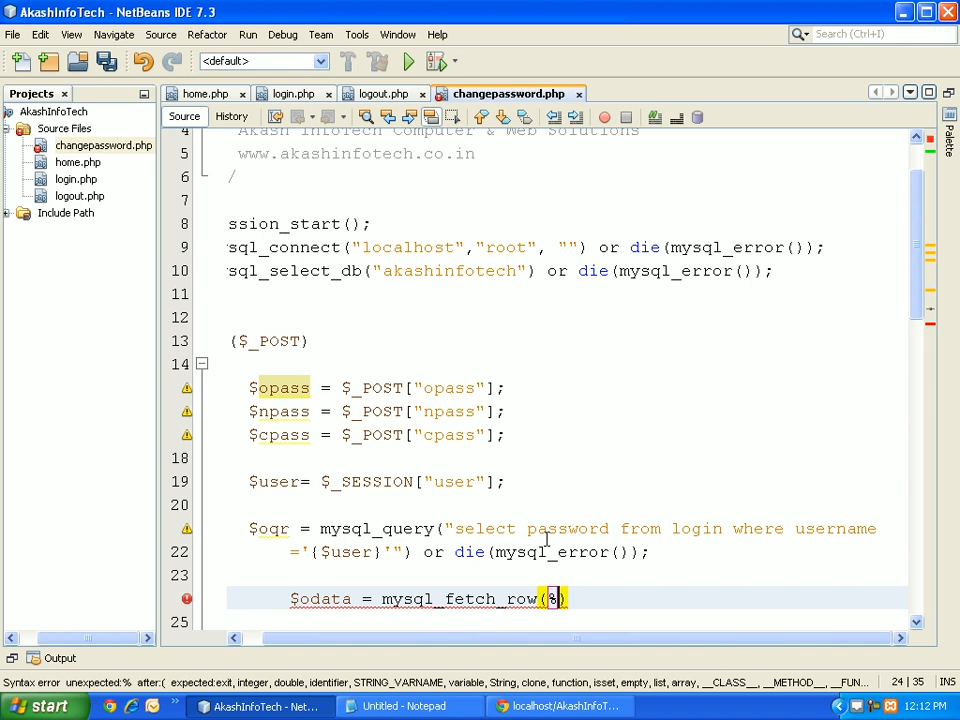 AkashInfoTech - NetBeans IDE 7.3
File Edit View Navigate Source Refactor Run Debug Team Tools Window Help
<default> Search (Ctrl+I)
Projects home.php login.php logout.php changepassword.php
AkashInfoTech
Source Files
changepassword.php
home.php
login.php
logout.php
Include Path
Source History
Palette
4 Akash InfoTech Computer & Web Solutions
5 www.akashinfotech.co.in
6 /
7
8 ssion_start();
9 sql_connect("localhost","root", "") or die(mysql_error());
10 sql_select_db("akashinfotech") or die(mysql_error());
11
12
13 ($_POST)
14
$opass = $_POST["opass"];
$npass = $_POST["npass"];
$cpass = $_POST["cpass"];
18
19 $user= $_SESSION["user"];
20
$oqr = mysql_query("select password from login where username
22 ='{$user}'") or die(mysql_error());
23
$odata = mysql_fetch_row(%)
25
Output
Syntax error unexpected:% after:( expected:exit, integer, double, identifier, STRING_VARNAME, variable, String, clone, function, isset, empty, list, array, __CLASS__, __METHOD__, __FUN... 24 | 35 INS
start AkashInfoTech - Net... Untitled - Notepad localhost/AkashInfoT... 12:12 PM